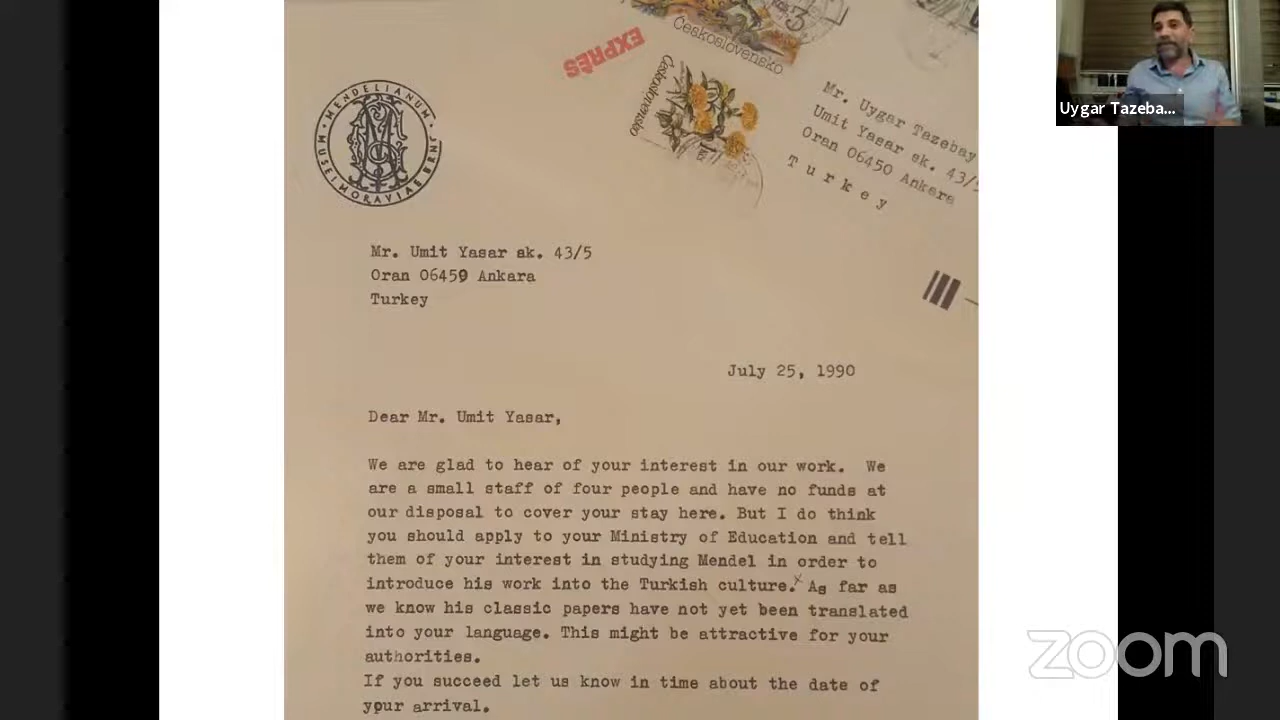 Československo
EXPRÈS
Československo
Mr. Uygar Tazebay
Umit Yasar sk. 43/5
Oran 06450 Ankara
Turkey
MENDELIANUM
MUSEI MORAVIAE BRNO
Mr. Umit Yasar sk. 43/5
Oran 06450 Ankara
Turkey
July 25, 1990
Dear Mr. Umit Yasar,
We are glad to hear of your interest in our work. We
are a small staff of four people and have no funds at
our disposal to cover your stay here. But I do think
you should apply to your Ministry of Education and tell
them of your interest in studying Mendel in order to
introduce his work into the Turkish culture.x As far as
we know his classic papers have not yet been translated
into your language. This might be attractive for your
authorities.
If you succeed let us know in time about the date of
your arrival.
Uygar Tazeba...
zoom